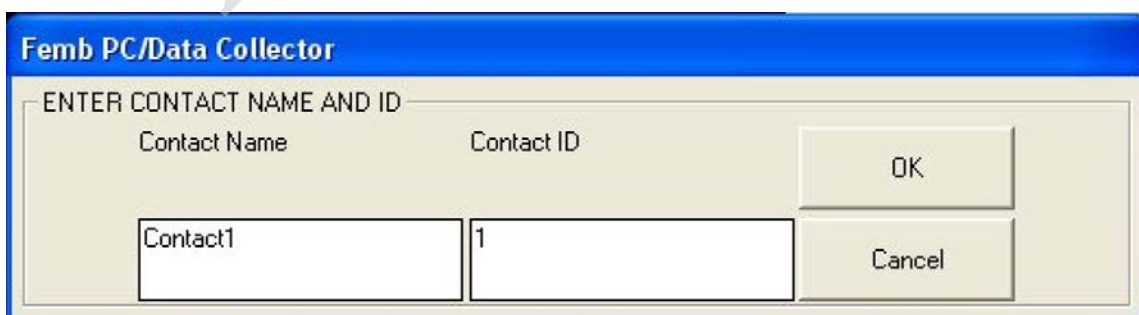 Femb PC/Data Collector
ENTER CONTACT NAME AND ID
Contact Name Contact ID
OK
Contact1 1
Cancel